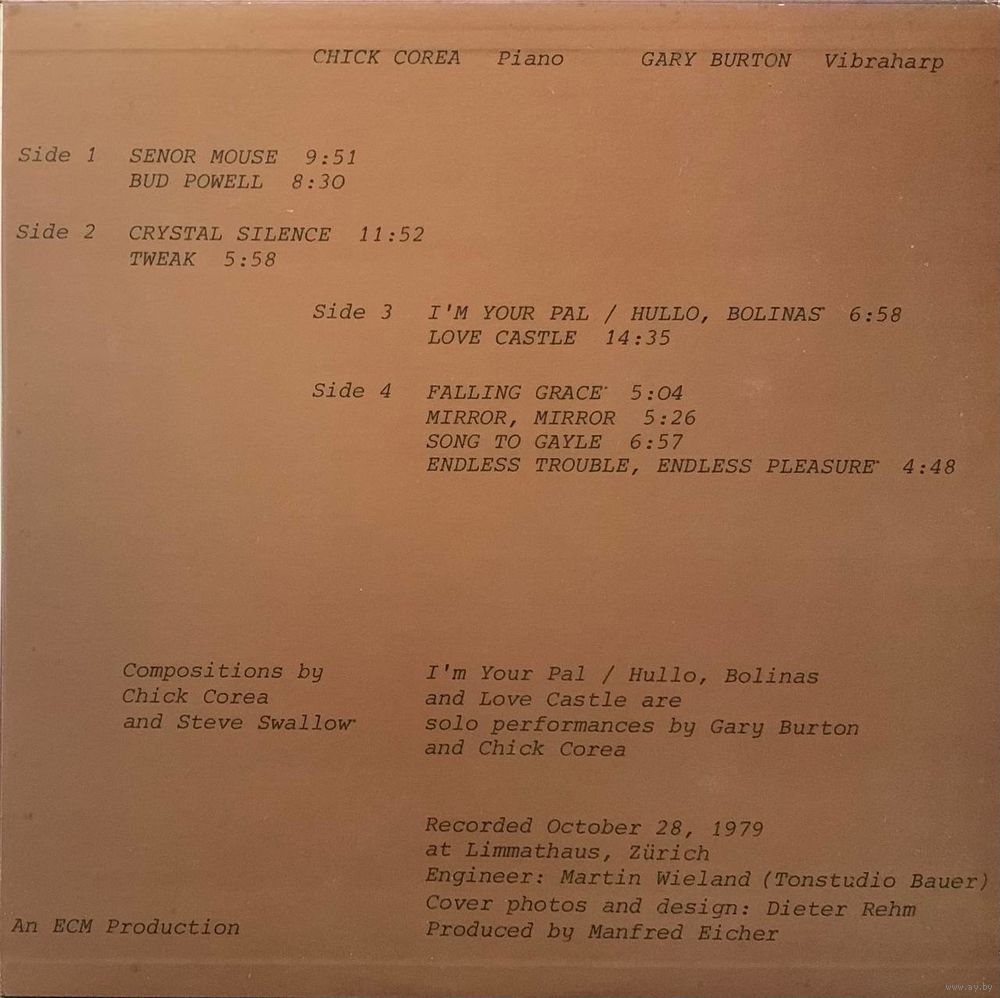 CHICK COREA Piano GARY BURTON Vibraharp
Side 1 SENOR MOUSE 9:51
BUD POWELL 8:30
Side 2 CRYSTAL SILENCE 11:52
TWEAK 5:58
Side 3 I'M YOUR PAL / HULLO, BOLINAS* 6:58
LOVE CASTLE 14:35
Side 4 FALLING GRACE* 5:04
MIRROR, MIRROR 5:26
SONG TO GAYLE 6:57
ENDLESS TROUBLE, ENDLESS PLEASURE* 4:48
Compositions by
Chick Corea
and Steve Swallow*
I'm Your Pal / Hullo, Bolinas
and Love Castle are
solo performances by Gary Burton
and Chick Corea
Recorded October 28, 1979
at Limmathaus, Zürich
Engineer: Martin Wieland (Tonstudio Bauer)
Cover photos and design: Dieter Rehm
Produced by Manfred Eicher
An ECM Production
www.ay.by